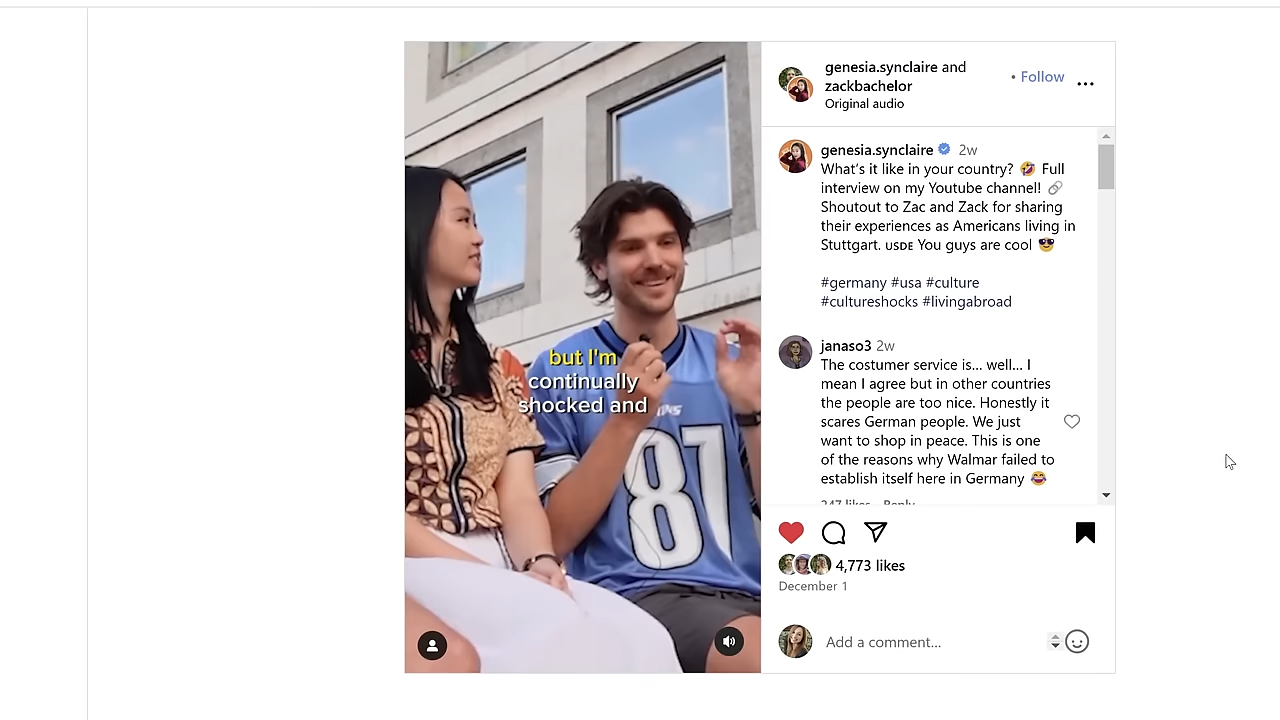 genesia.synclaire and
zackbachelor
Original audio
• Follow
genesia.synclaire 2w
What's it like in your country? 🤣 Full
interview on my Youtube channel! 🔗
Shoutout to Zac and Zack for sharing
their experiences as Americans living in
Stuttgart. USDE You guys are cool 😎
#germany #usa #culture
#cultureshocks #livingabroad
janaso3 2w
The costumer service is... well... I
mean I agree but in other countries
the people are too nice. Honestly it
scares German people. We just
want to shop in peace. This is one
of the reasons why Walmar failed to
establish itself here in Germany 😂
247 likes Reply
4,773 likes
December 1
Add a comment...
but I'm
continually
shocked and
81